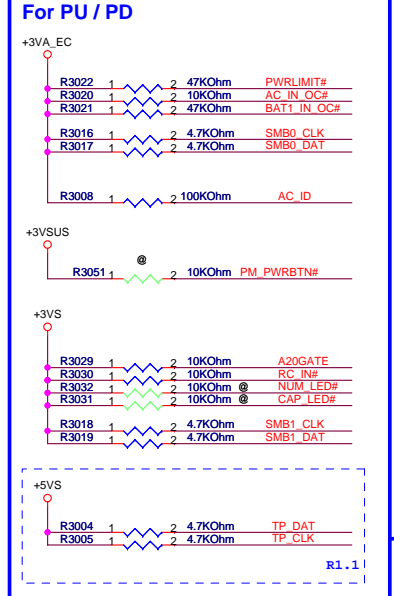 For PU / PD
+3VA_EC
R3022 1 2 47KOhm PWRLIMIT#
R3020 1 2 10KOhm AC_IN_OC#
R3021 1 2 47KOhm BAT1_IN_OC#
R3016 1 2 4.7KOhm SMB0_CLK
R3017 1 2 4.7KOhm SMB0_DAT
R3008 1 2 100KOhm AC_ID
+3VSUS
@
R3051 1 2 10KOhm PM_PWRBTN#
+3VS
R3029 1 2 10KOhm A20GATE
R3030 1 2 10KOhm RC_IN#
R3032 1 2 10KOhm @ NUM_LED#
R3031 1 2 10KOhm @ CAP_LED#
R3018 1 2 4.7KOhm SMB1_CLK
R3019 1 2 4.7KOhm SMB1_DAT
+5VS
R3004 1 2 4.7KOhm TP_DAT
R3005 1 2 4.7KOhm TP_CLK
R1.1